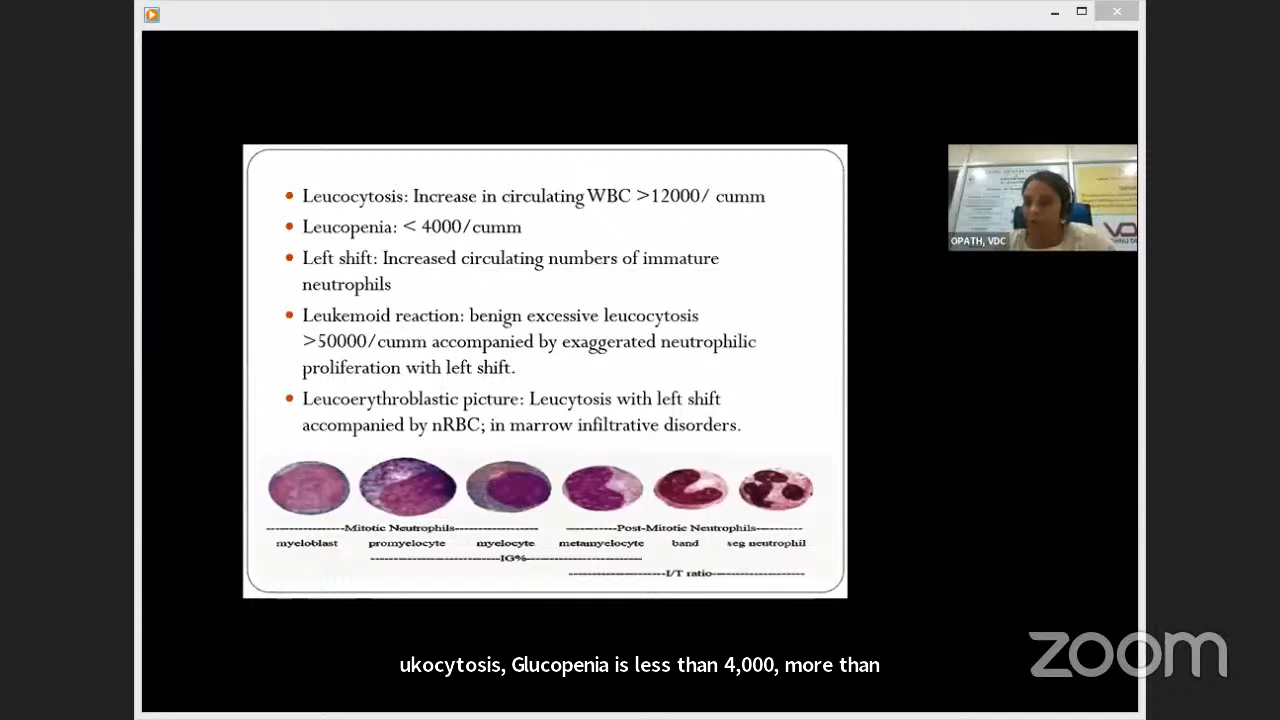 Leucocytosis: Increase in circulating WBC >12000/ cumm
Leucopenia: < 4000/cumm
Left shift: Increased circulating numbers of immature
neutrophils
Leukemoid reaction: benign excessive leucocytosis
>50000/cumm accompanied by exaggerated neutrophilic
proliferation with left shift.
Leucoerythroblastic picture: Leucytosis with left shift
accompanied by nRBC; in marrow infiltrative disorders.
Mitotic Neutrophils Post-Mitotic Neutrophils
myeloblast promyelocyte myelocyte metamyelocyte band seg neutrophil
IG%
I/T ratio
OPATH, VDC
ukocytosis, Glucopenia is less than 4,000, more than
zoom